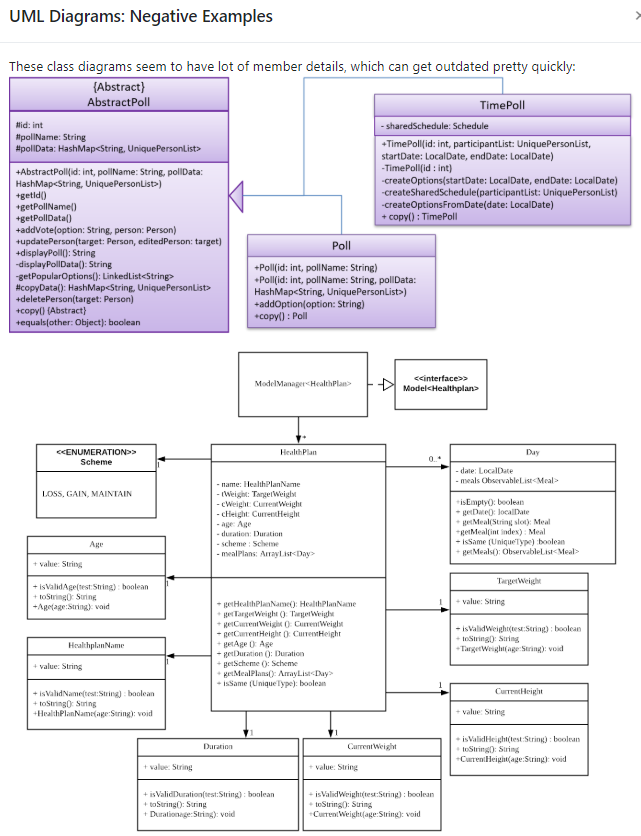 UML Diagrams: Negative Examples
These class diagrams seem to have lot of member details, which can get outdated pretty quickly:
{Abstract}
AbstractPoll
#id: int
#pollName: String
#pollData: HashMap<String, UniquePersonList>
+AbstractPoll(id: int, pollName: String, pollData:
HashMap<String, UniquePersonList>)
+getId()
+getPollName()
+getPollData()
+addVote(option: String, person: Person)
+updatePerson(target: Person, editedPerson: target)
+displayPoll(): String
-displayPollData(): String
-getPopularOptions(): LinkedList<String>
#copyData(): HashMap<String, UniquePersonList>
+deletePerson(target: Person)
+copy() {Abstract}
+equals(other: Object): boolean
TimePoll
- sharedSchedule: Schedule
+TimePoll(id: int, participantList: UniquePersonList,
startDate: LocalDate, endDate: LocalDate)
-TimePoll(id : int)
-createOptions(startDate: LocalDate, endDate: LocalDate)
-createSharedSchedule(participantList: UniquePersonList)
-createOptionsFromDate(date: LocalDate)
+ copy() : TimePoll
Poll
+Poll(id: int, pollName: String)
+Poll(id: int, pollName: String, pollData:
HashMap<String, UniquePersonList>)
+addOption(option: String)
+copy() : Poll
ModelManager<HealthPlan>
<<interface>>
Model<Healthplan>
*
<<ENUMERATION>>
Scheme
LOSS, GAIN, MAINTAIN
1
HealthPlan
- name: HealthPlanName
- tWeight: TargetWeight
- cWeight: CurrentWeight
- cHeight: CurrentHeight
- age: Age
- duration: Duration
- scheme : Scheme
- mealPlans: ArrayList<Day>
+ getHealthPlanName(): HealthPlanName
+ getTargetWeight (): TargetWeight
+ getCurrentWeight (): CurrentWeight
+ getCurrentHeight (): CurrentHeight
+ getAge (): Age
+ getDuration (): Duration
+ getScheme (): Scheme
+ getMealPlans(): ArrayList<Day>
+ isSame (UniqueType): boolean
0..*
Day
- date: LocalDate
- meals ObservableList<Meal>
+isEmpty(): boolean
+ getDate(): localDate
+ getMeal(String slot): Meal
+getMeal(int index) : Meal
+ isSame (UniqueType) :boolean
+ getMeals(): ObservableList<Meal>
Age
+ value: String
+ isValidAge(test:String) : boolean
+ toString(): String
+Age(age:String): void
1
TargetWeight
+ value: String
+ isValidWeight(test:String) : boolean
+ toString(): String
+TargetWeight(age:String): void
1
HealthplanName
+ value: String
+ isValidName(test:String) : boolean
+ toString(): String
+HealthPlanName(age:String): void
1
CurrentHeight
+ value: String
+ isValidHeight(test:String) : boolean
+ toString(): String
+CurrentHeight(age:String): void
1
Duration
+ value: String
+ isValidDuration(test:String) : boolean
+ toString(): String
+ Durationage:String): void
1
CurrentWeight
+ value: String
+ isValidWeight(test:String) : boolean
+ toString(): String
+CurrentWeight(age:String): void
1